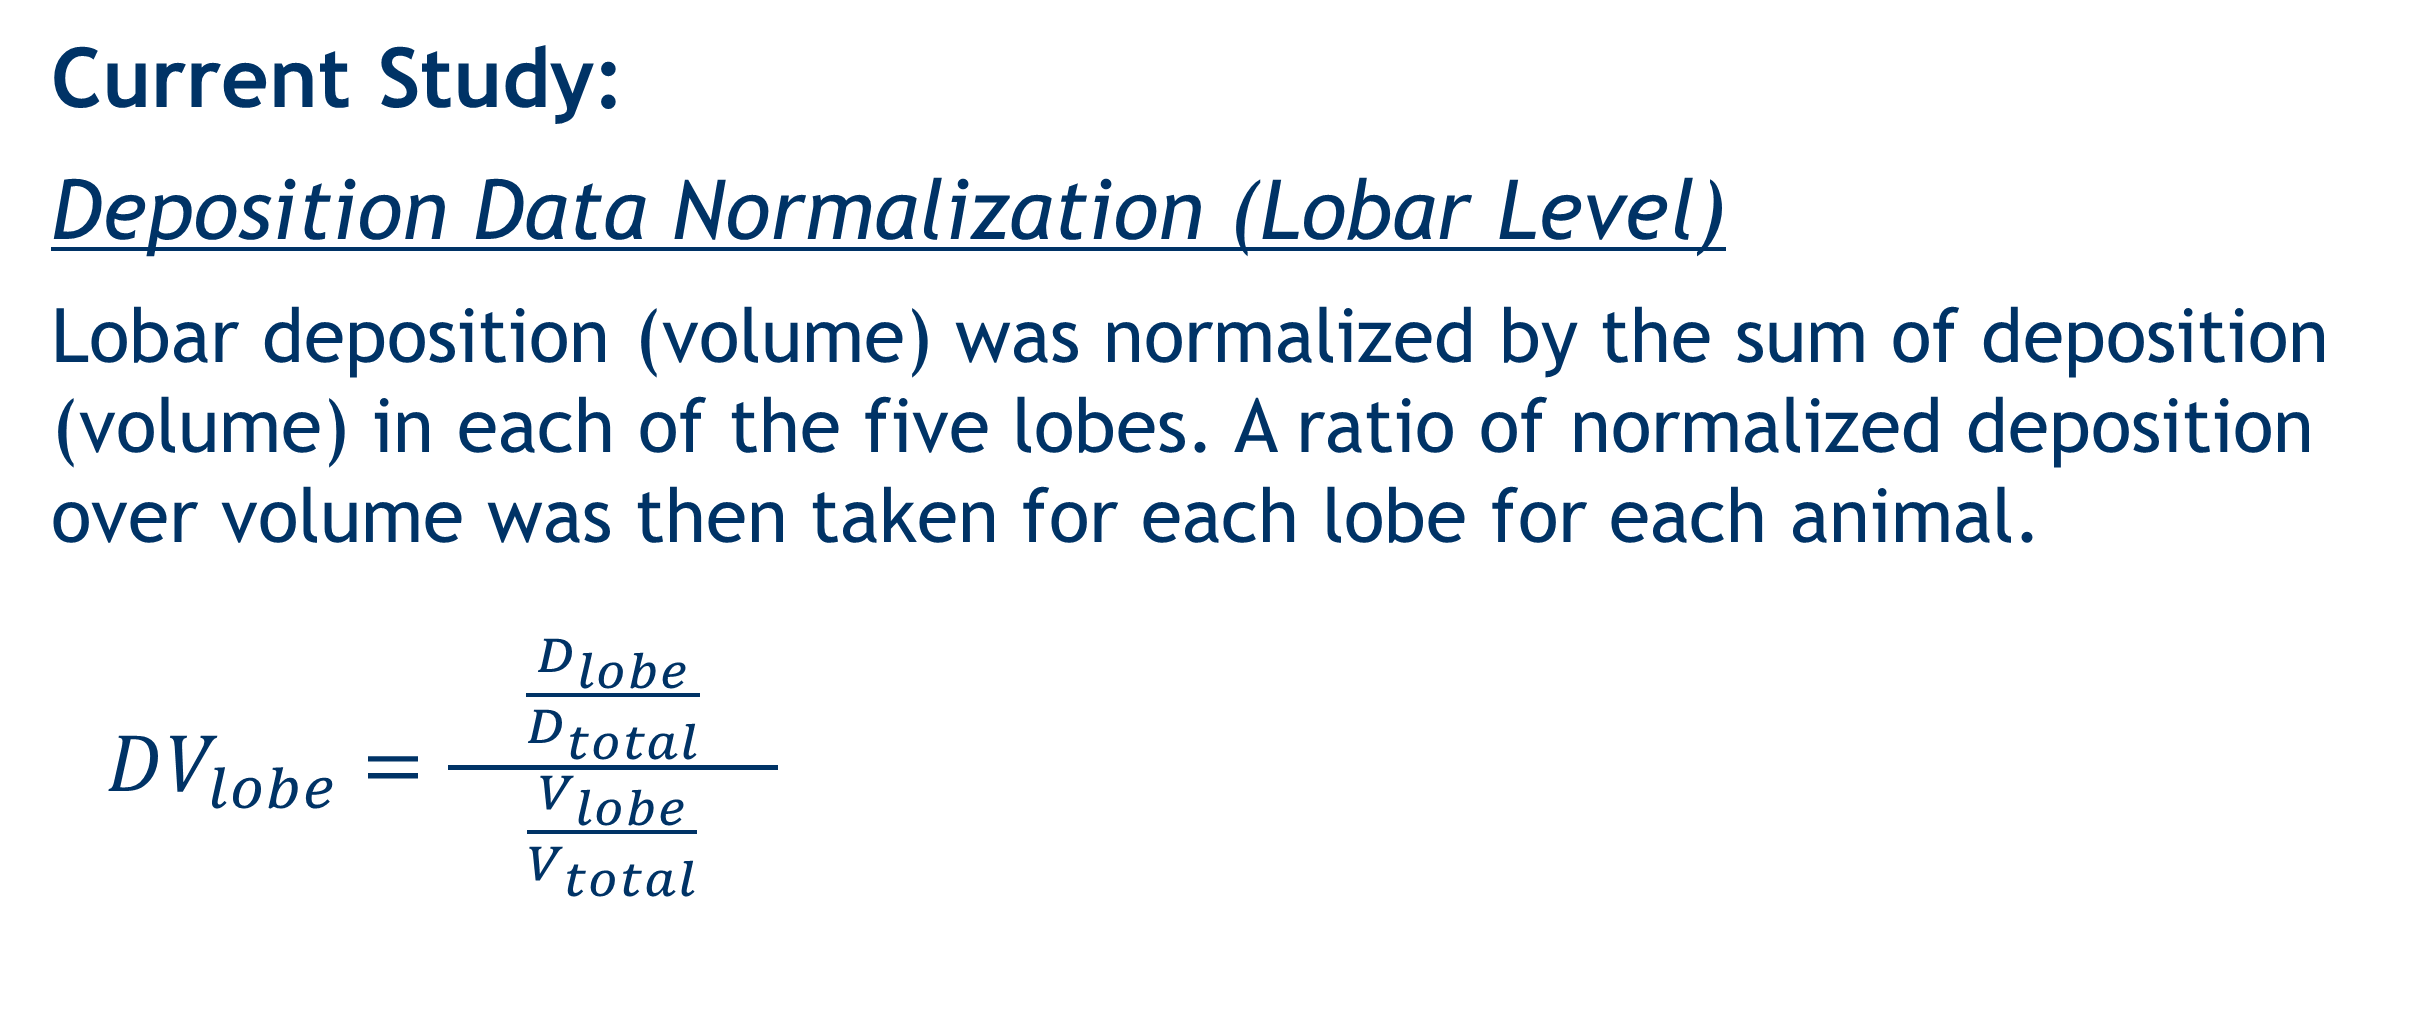 Current Study:
Deposition Data Normalization (Lobar Level)
Lobar deposition (volume) was normalized by the sum of deposition
(volume) in each of the five lobes. A ratio of normalized deposition
over volume was then taken for each lobe for each animal.
D_lobe
D_total
DV_lobe =
V_lobe
V_total